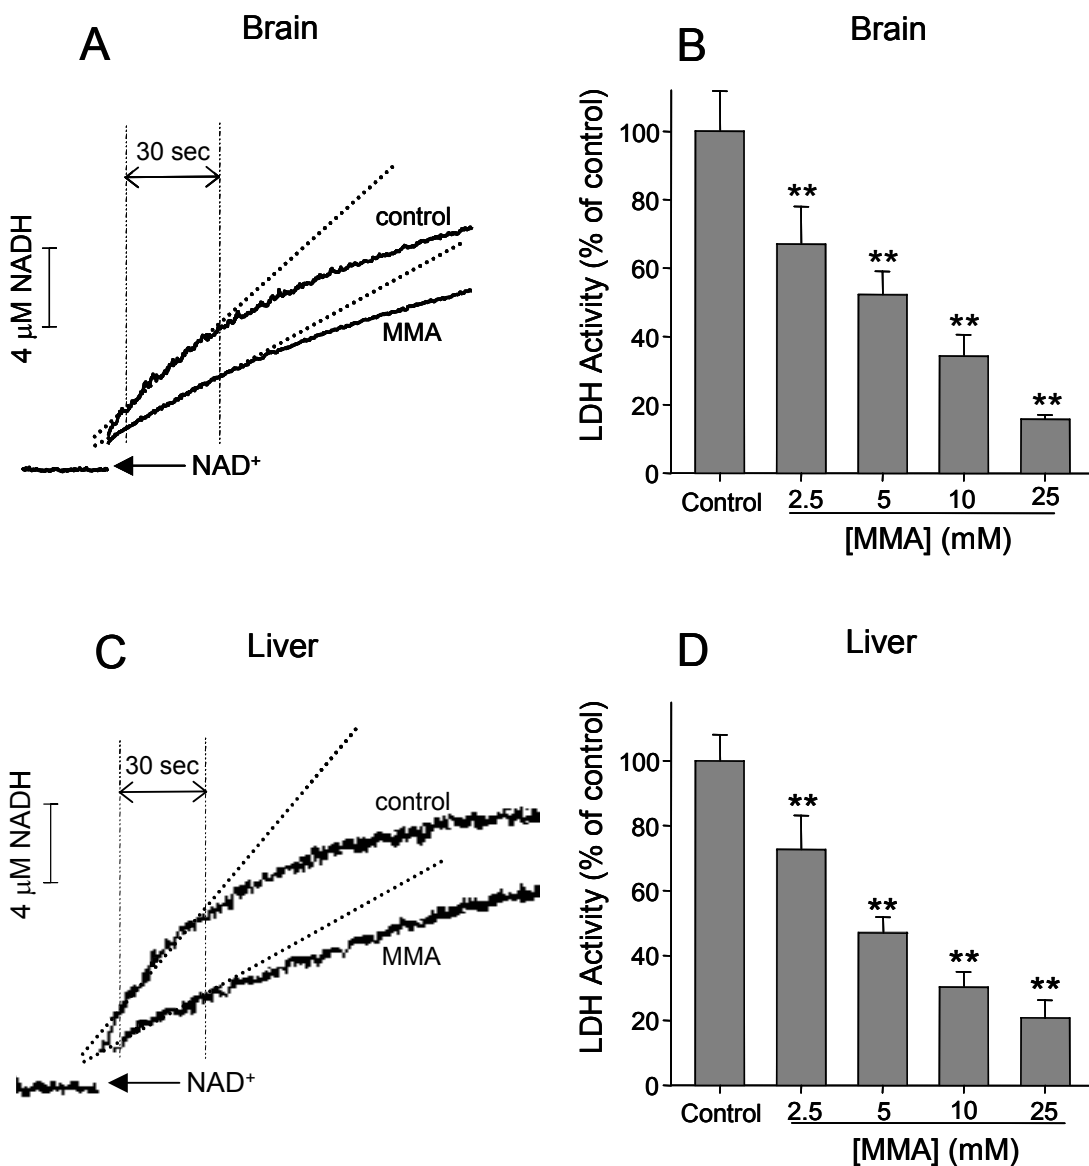 A
Brain
30 sec
control
4 μM NADH
MMA
NAD+
B
Brain
LDH Activity (% of control)
100
80
60
40
20
0
**
**
**
**
Control
2.5
5
10
25
[MMA] (mM)
C
Liver
30 sec
control
4 μM NADH
MMA
NAD+
D
Liver
LDH Activity (% of control)
100
80
60
40
20
0
**
**
**
**
Control
2.5
5
10
25
[MMA] (mM)